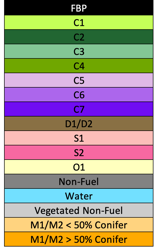 FBP
C1
C2
C3
C4
C5
C6
C7
D1/D2
S1
S2
O1
Non-Fuel
Water
Vegetated Non-Fuel
M1/M2 < 50% Conifer
M1/M2 > 50% Conifer